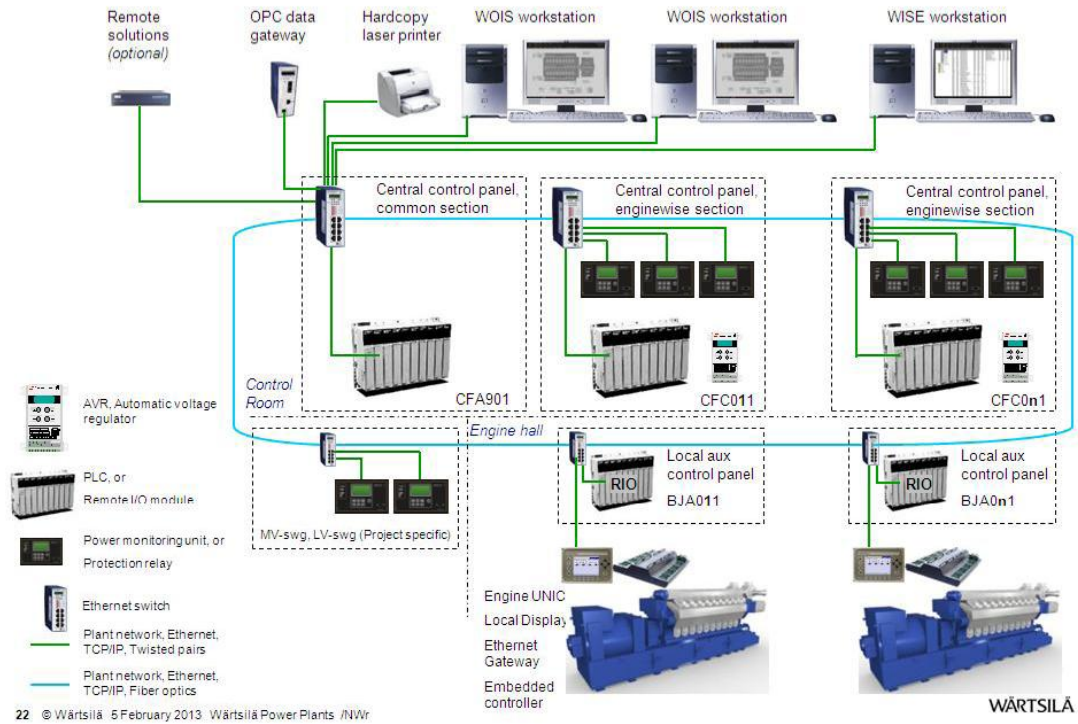 Remote
solutions
(optional)
OPC data
gateway
Hardcopy
laser printer
WOIS workstation
WOIS workstation
WISE workstation
Central control panel,
common section
Central control panel,
enginewise section
Central control panel,
enginewise section
CFA901
CFC011
CFC0n1
Control
Room
Engine hall
AVR, Automatic voltage
regulator
PLC, or
Remote I/O module
Power monitoring unit, or
Protection relay
Ethernet switch
Plant network, Ethernet,
TCP/IP, Twisted pairs
Plant network, Ethernet,
TCP/IP, Fiber optics
MV-swg, LV-swg (Project specific)
RIO
Local aux
control panel
BJA011
RIO
Local aux
control panel
BJA0n1
Engine UNIC
Local Display
Ethernet
Gateway
Embedded
controller
22 © Wärtsilä 5 February 2013 Wärtsilä Power Plants /NWr
WÄRTSILÄ